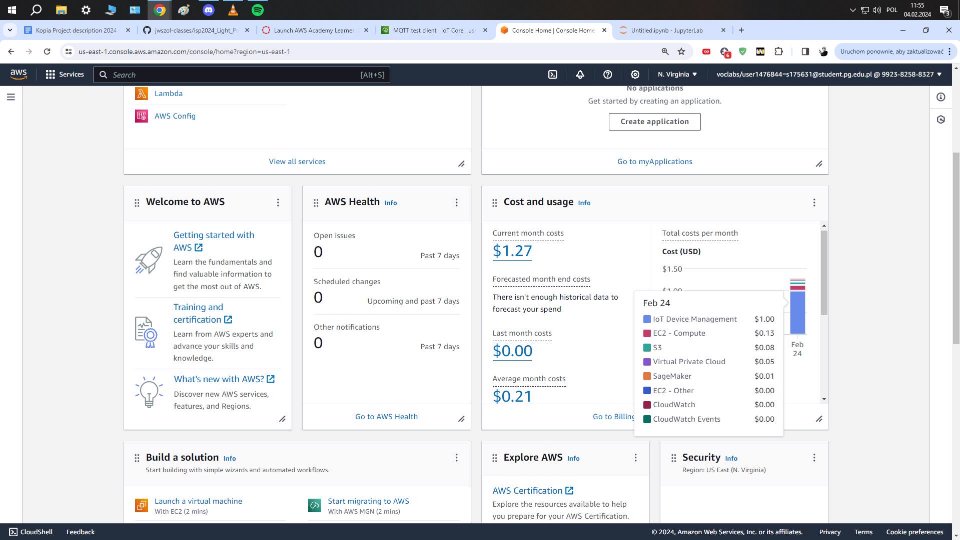 11:55
POL
04.02.2024
Kopia Project description 2024
jwszol-classes/isp2024_Light_P
Launch AWS Academy Learner
MQTT test client
IoT Core
us
Console Home | Console Home
Untitled.ipynb - JupyterLab
us-east-1.console.aws.amazon.com/console/home?region=us-east-1
Uruchom ponownie, aby zaktualizować
aws
Services
Search
[Alt+S]
N. Virginia
voclabs/user1476844=s175631@student.pg.edu.pl @ 9923-8258-8327
Lambda
AWS Config
View all services
No applications
Get started by creating an application.
Create application
Go to myApplications
Welcome to AWS
Getting started with
AWS
Learn the fundamentals and
find valuable information to
get the most out of AWS.
Training and
certification
Learn from AWS experts and
advance your skills and
knowledge.
What's new with AWS?
Discover new AWS services,
features, and Regions.
AWS Health Info
Open issues
0 Past 7 days
Scheduled changes
0 Upcoming and past 7 days
Other notifications
0 Past 7 days
Go to AWS Health
Cost and usage Info
Current month costs
$1.27
Forecasted month end costs
There isn't enough historical data to
forecast your spend
Last month costs
$0.00
Average month costs
$0.21
Go to Billing
Total costs per month
Cost (USD)
$1.50
$1.00
Feb
24
Feb 24
IoT Device Management $1.00
EC2 - Compute $0.13
S3 $0.08
Virtual Private Cloud $0.05
SageMaker $0.01
EC2 - Other $0.00
CloudWatch $0.00
CloudWatch Events $0.00
Build a solution Info
Start building with simple wizards and automated workflows.
Launch a virtual machine
With EC2 (2 mins)
Start migrating to AWS
With AWS MGN (2 mins)
Explore AWS Info
AWS Certification
Explore the resources available to help
you prepare for your AWS Certification.
Security Info
Region: US East (N. Virginia)
CloudShell
Feedback
© 2024, Amazon Web Services, Inc. or its affiliates.
Privacy
Terms
Cookie preferences